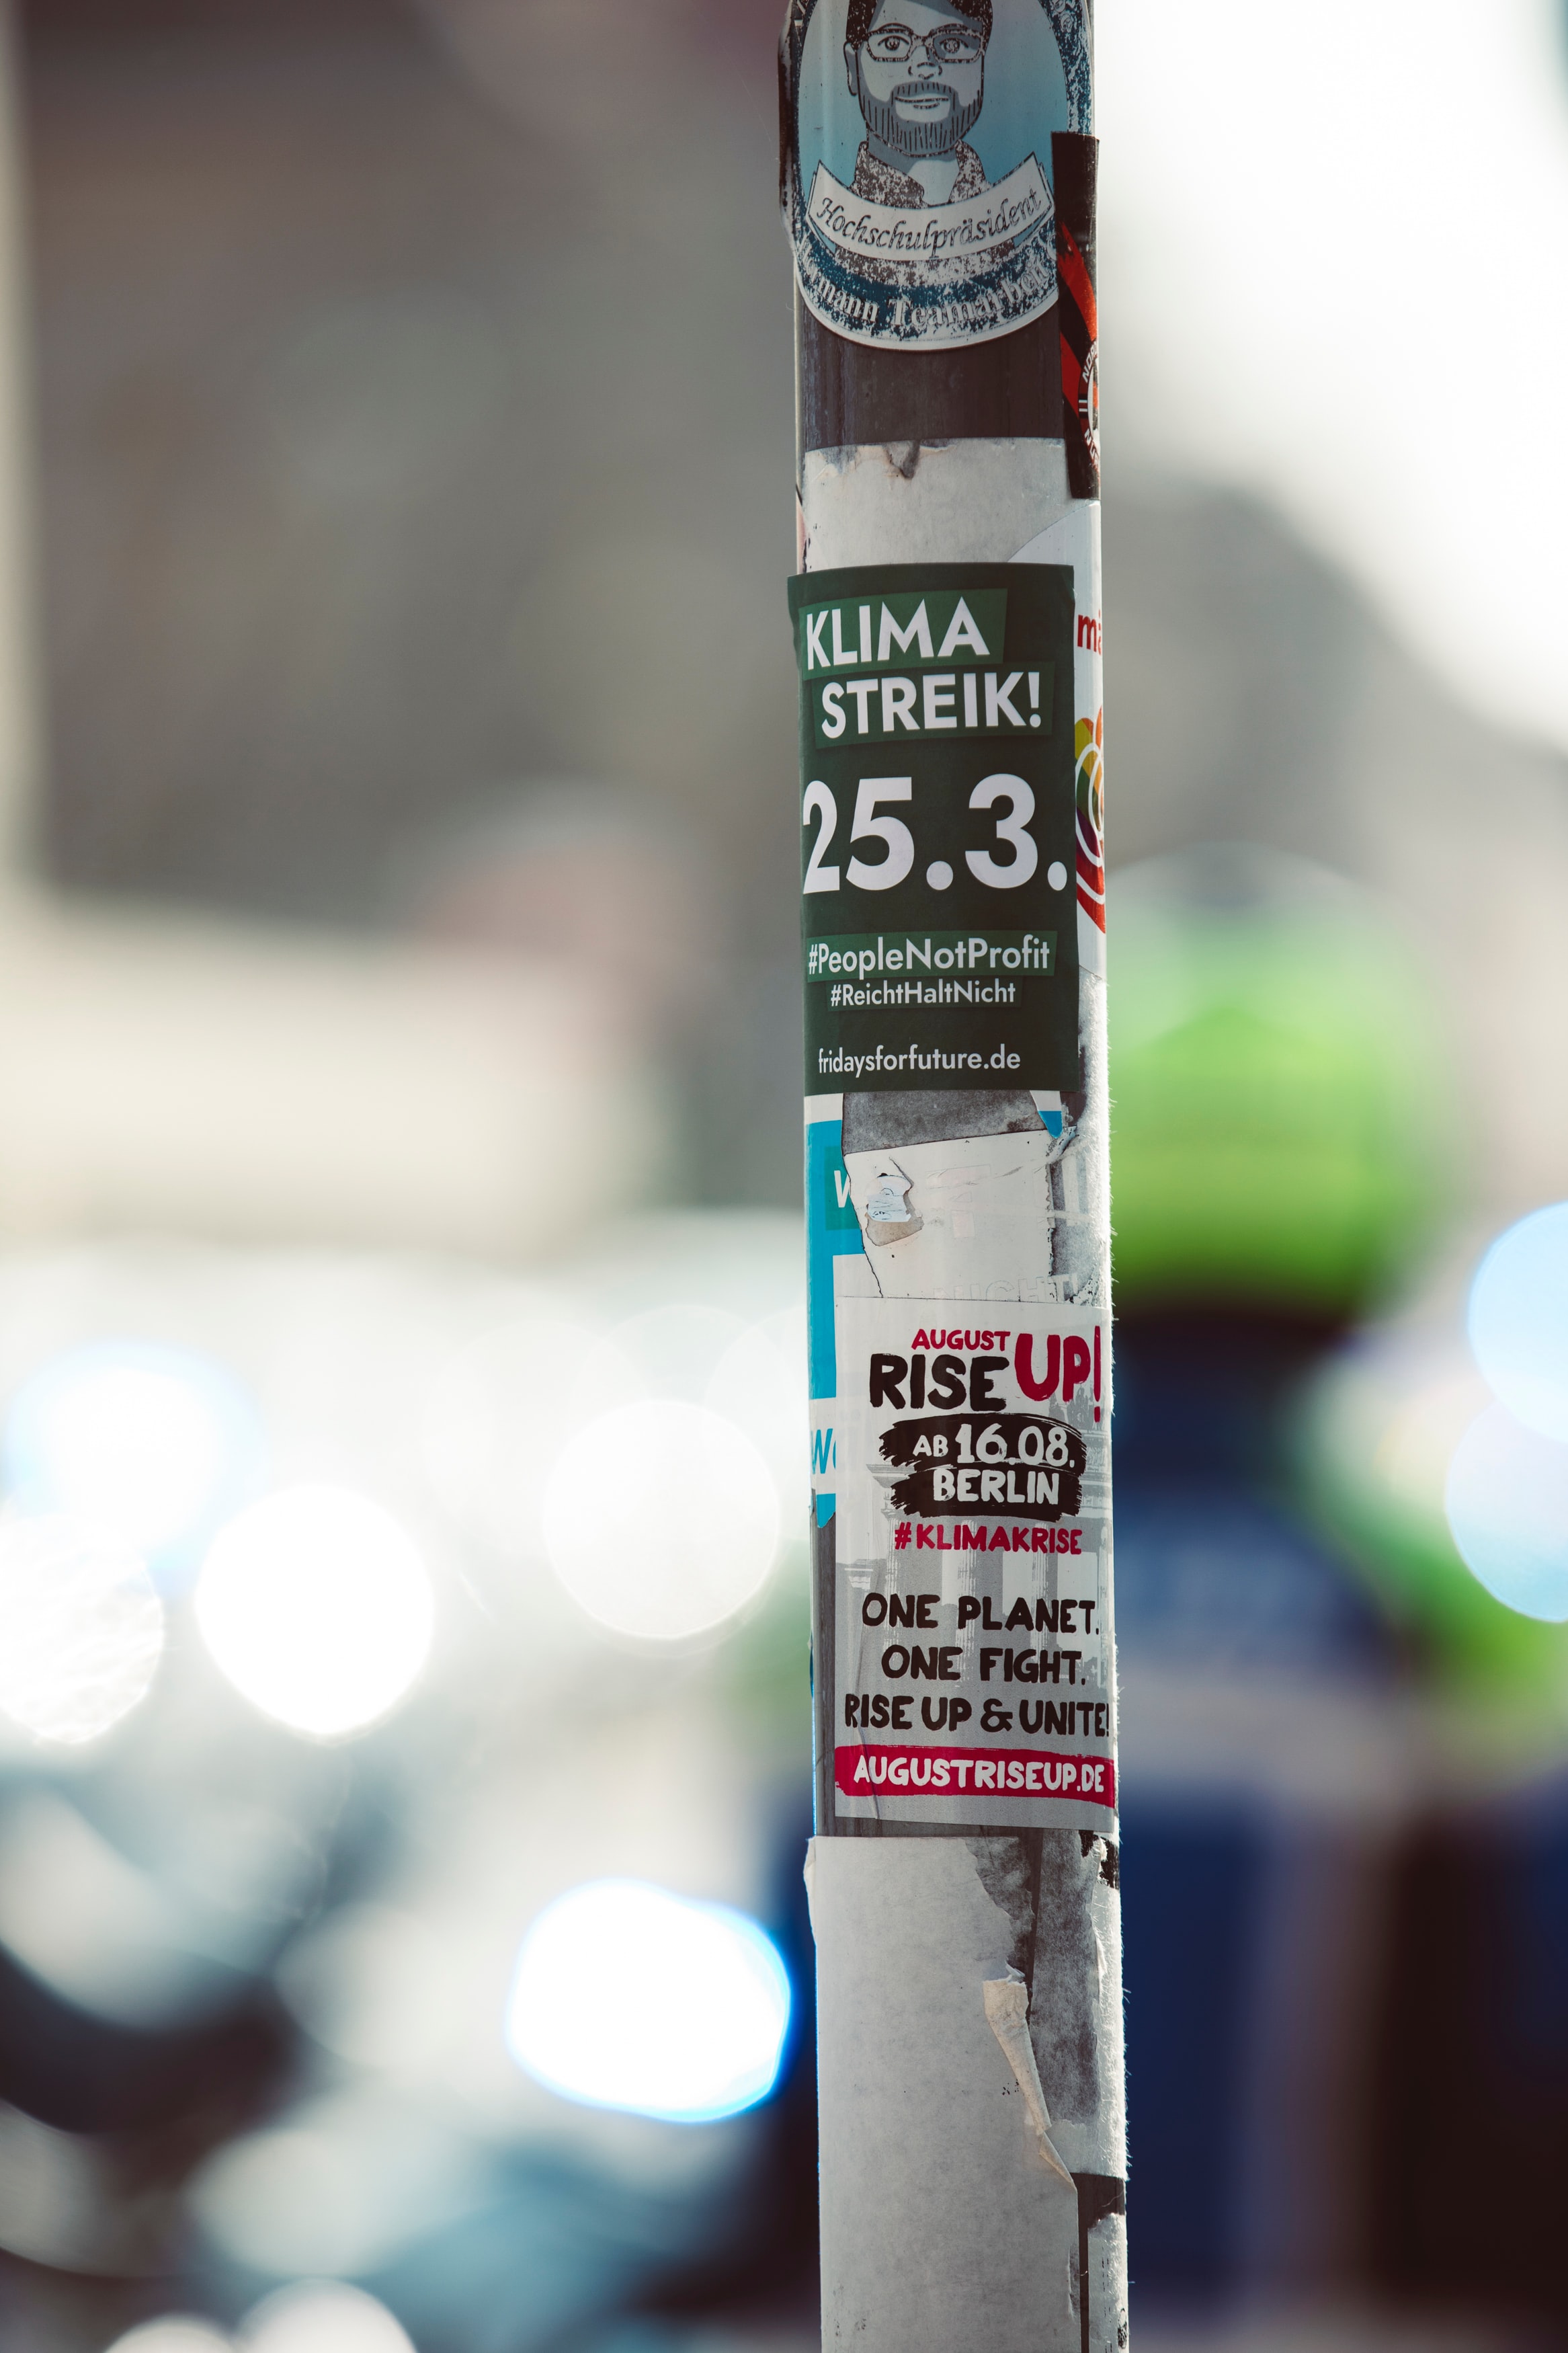 Hochschulpräsident
KLIMA
STREIK!
25.3.
#PeopleNotProfit
#ReichtHaltNicht
fridaysforfuture.de
AUGUST
RISE UP!
AB 16.08.
BERLIN
#KLIMAKRISE
ONE PLANET.
ONE FIGHT.
RISE UP & UNITE!
AUGUSTRISEUP.DE